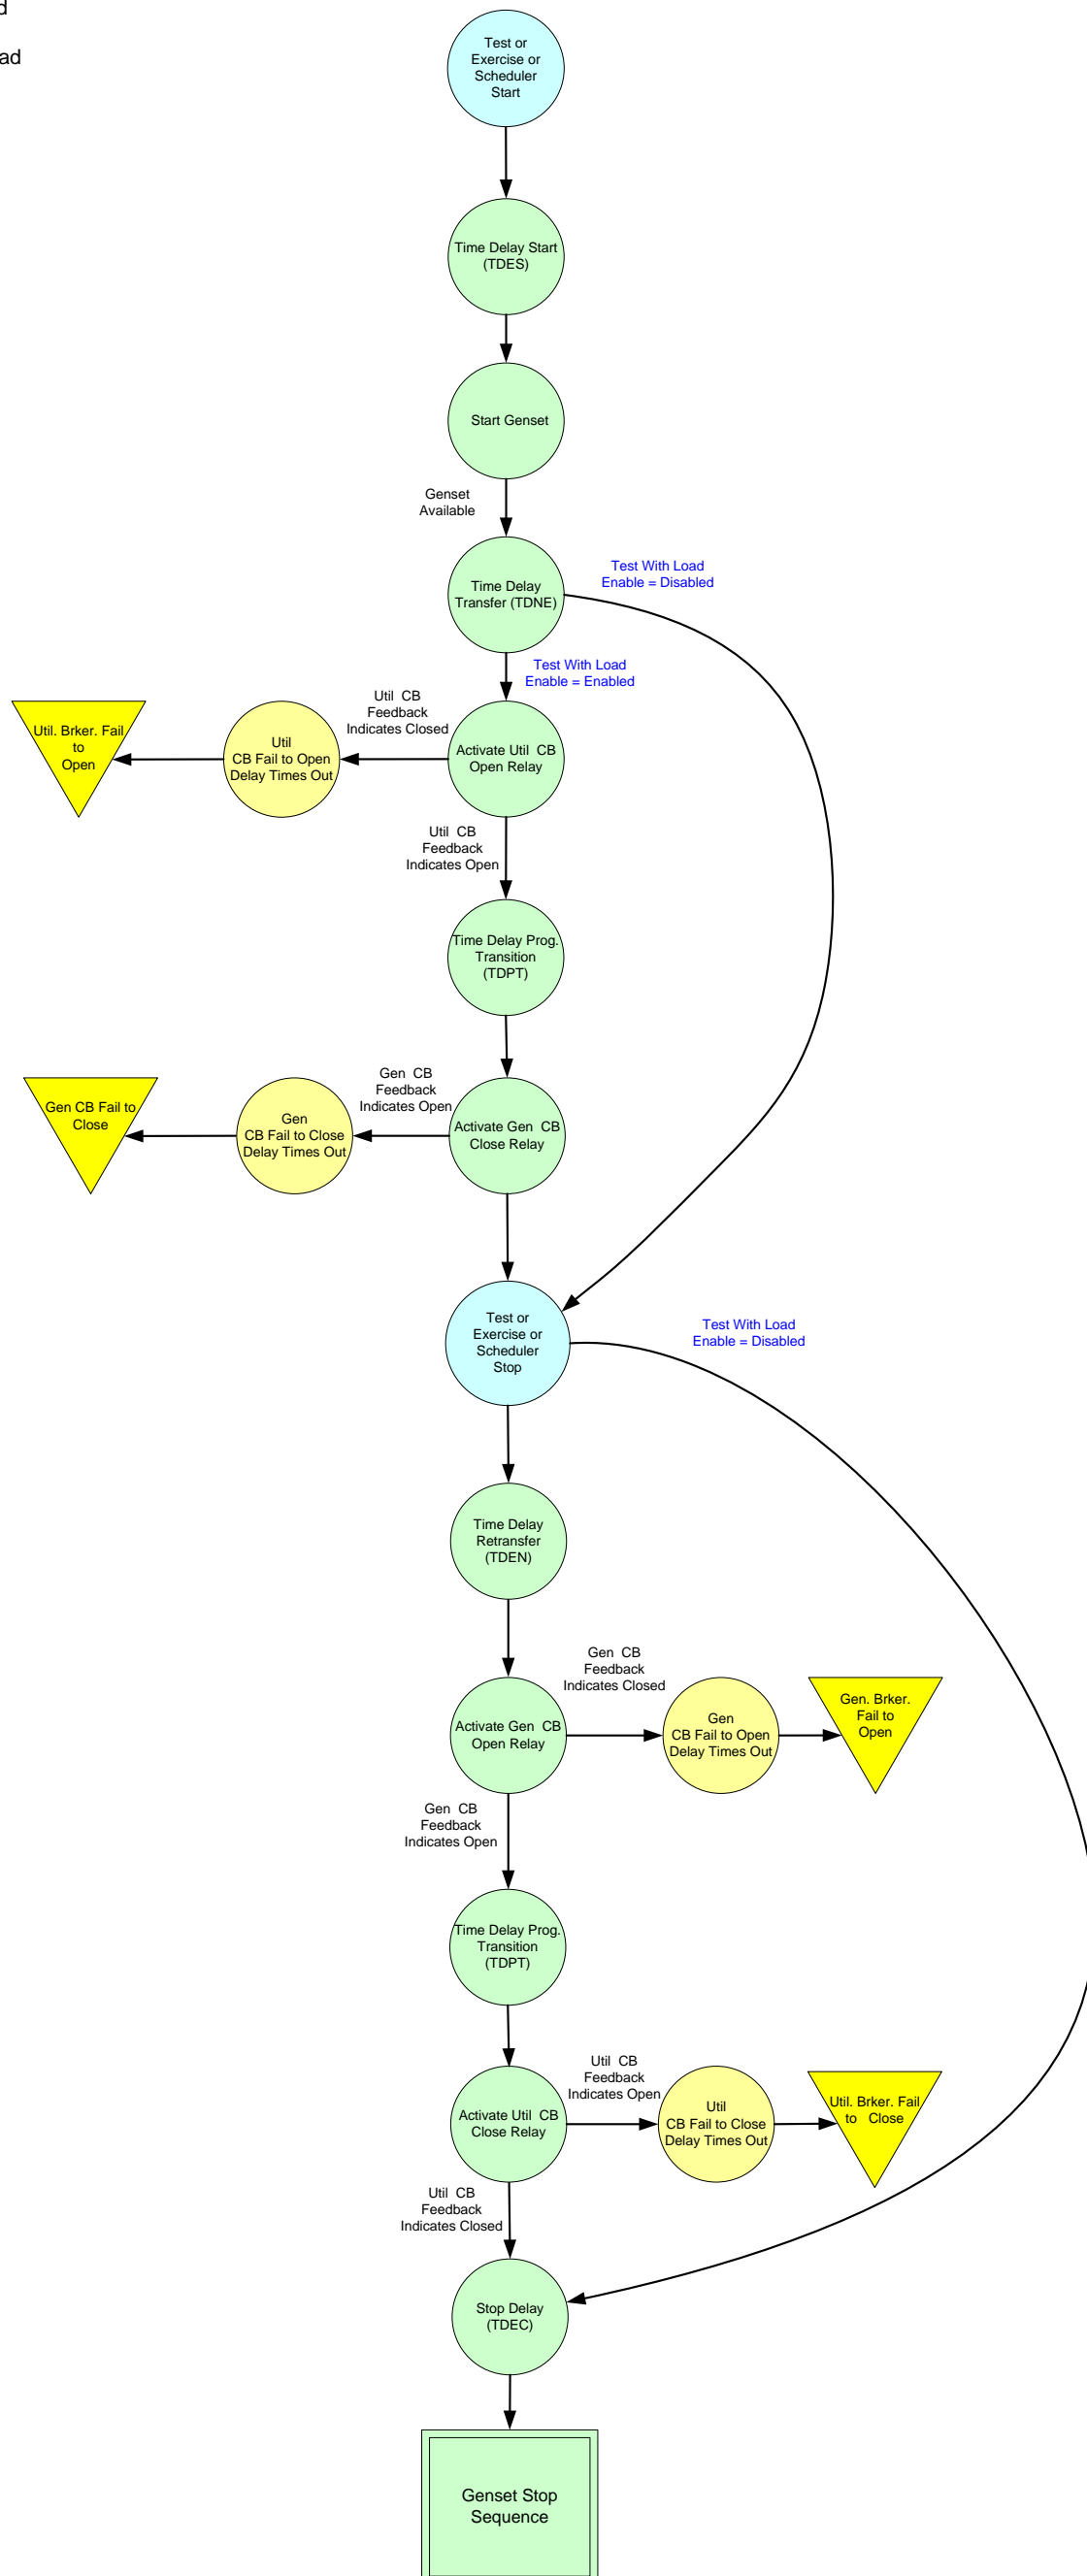 Test or
Exercise or
Scheduler
Start
Time Delay Start
(TDES)
Start Genset
Genset
Available
Time Delay
Transfer (TDNE)
Test With Load
Enable = Disabled
Test With Load
Enable = Enabled
Util. Brker. Fail
to
Open
Util
CB Fail to Open
Delay Times Out
Util CB
Feedback
Indicates Closed
Activate Util CB
Open Relay
Util CB
Feedback
Indicates Open
Time Delay Prog.
Transition
(TDPT)
Gen CB Fail to
Close
Gen
CB Fail to Close
Delay Times Out
Gen CB
Feedback
Indicates Open
Activate Gen CB
Close Relay
Test or
Exercise or
Scheduler
Stop
Test With Load
Enable = Disabled
Time Delay
Retransfer
(TDEN)
Activate Gen CB
Open Relay
Gen CB
Feedback
Indicates Closed
Gen
CB Fail to Open
Delay Times Out
Gen. Brker.
Fail to
Open
Gen CB
Feedback
Indicates Open
Time Delay Prog.
Transition
(TDPT)
Activate Util CB
Close Relay
Util CB
Feedback
Indicates Open
Util
CB Fail to Close
Delay Times Out
Util. Brker. Fail
to Close
Util CB
Feedback
Indicates Closed
Stop Delay
(TDEC)
Genset Stop
Sequence